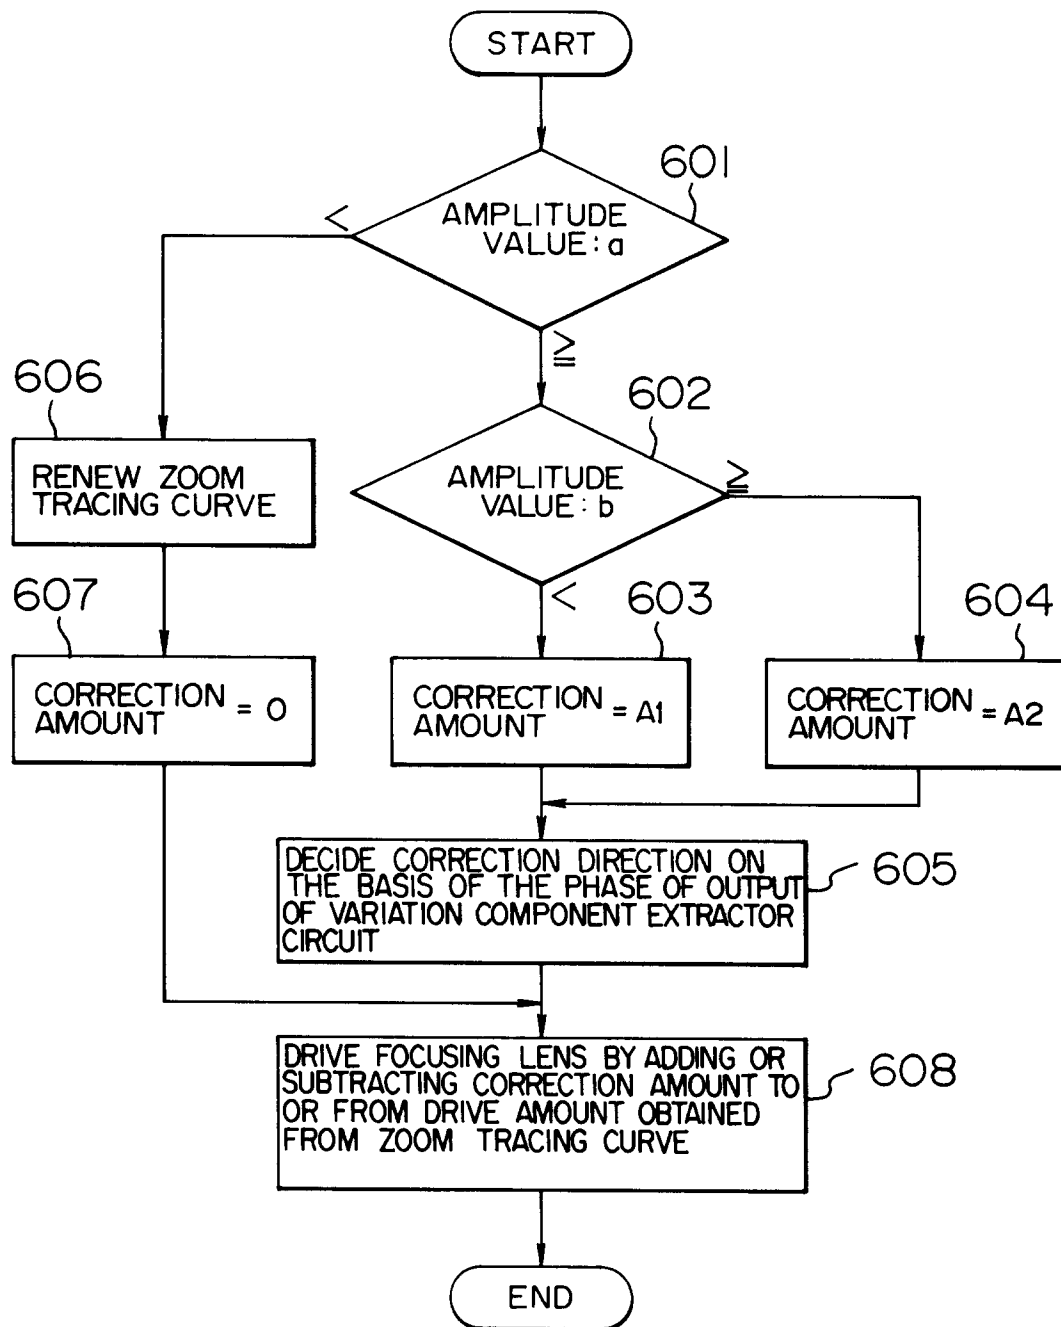 START
601
<
AMPLITUDE
VALUE: a
≧
606
602
RENEW ZOOM
TRACING CURVE
AMPLITUDE
VALUE: b
≧
<
607
603
604
CORRECTION
AMOUNT = 0
CORRECTION
AMOUNT = A1
CORRECTION
AMOUNT = A2
DECIDE CORRECTION DIRECTION ON
THE BASIS OF THE PHASE OF OUTPUT
OF VARIATION COMPONENT EXTRACTOR
CIRCUIT
605
DRIVE FOCUSING LENS BY ADDING OR
SUBTRACTING CORRECTION AMOUNT TO
OR FROM DRIVE AMOUNT OBTAINED
FROM ZOOM TRACING CURVE
608
END